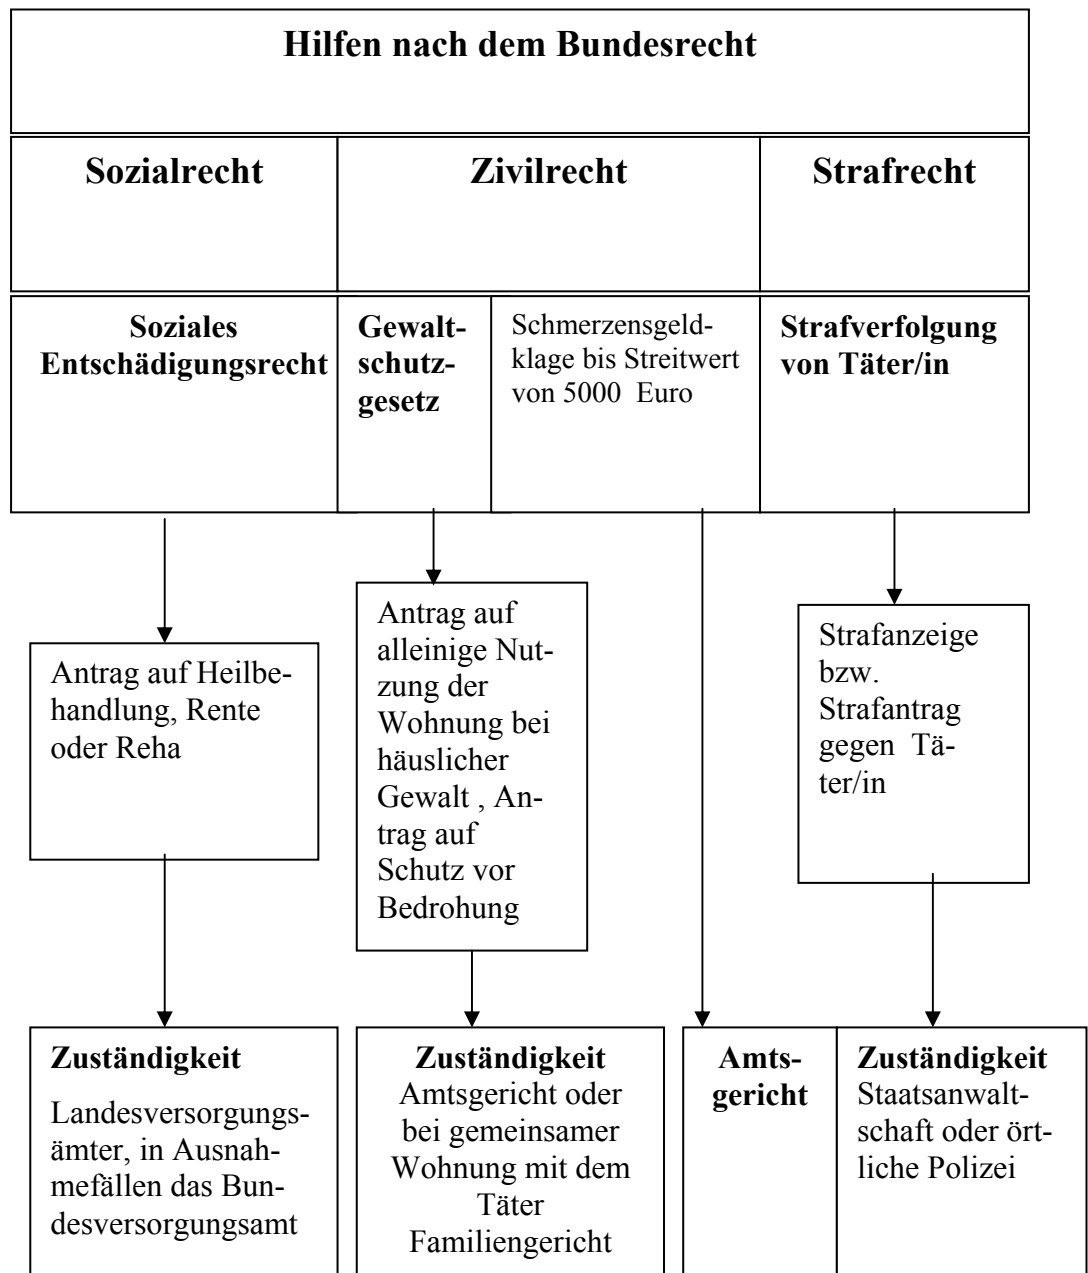 Hilfen nach dem Bundesrecht
Sozialrecht
Zivilrecht
Strafrecht
Soziales
Entschädigungsrecht
Gewalt-
schutz-
gesetz
Schmerzensgeld-
klage bis Streitwert
von 5000 Euro
Strafverfolgung
von Täter/in
Antrag auf Heilbe-
handlung, Rente
oder Reha
Antrag auf
alleinige Nut-
zung der
Wohnung bei
häuslicher
Gewalt , An-
trag auf
Schutz vor
Bedrohung
Strafanzeige
bzw.
Strafantrag
gegen Tä-
ter/in
Zuständigkeit
Landesversorgungs-
ämter, in Ausnah-
mefällen das Bun-
desversorgungsamt
Zuständigkeit
Amtsgericht oder
bei gemeinsamer
Wohnung mit dem
Täter
Familiengericht
Amts-
gericht
Zuständigkeit
Staatsanwalt-
schaft oder ört-
liche Polizei